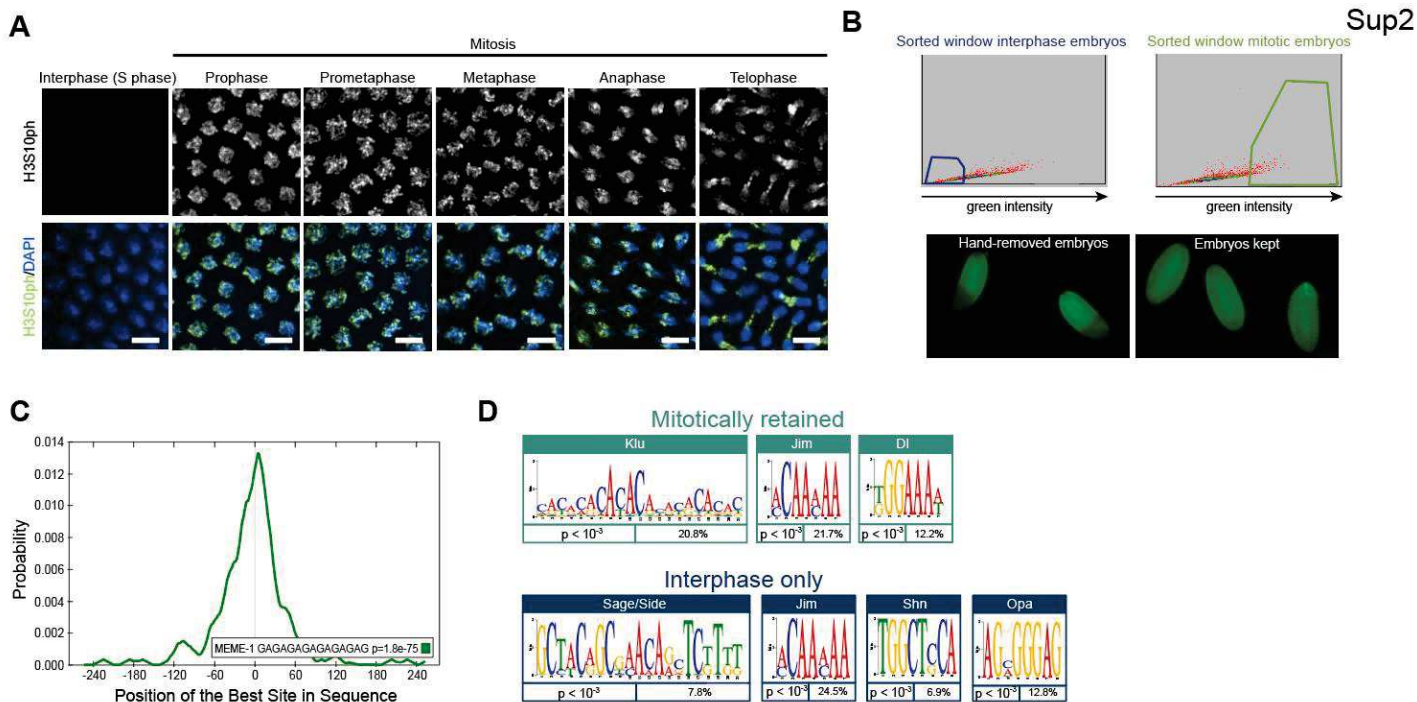 Sup2
A
Mitosis
Interphase (S phase)
Prophase
Prometaphase
Metaphase
Anaphase
Telophase
H3S10ph
H3S10ph/DAPI
B
Sorted window interphase embryos
Sorted window mitotic embryos
green intensity
green intensity
Hand-removed embryos
Embryos kept
C
0.014
0.012
0.010
0.008
0.006
0.004
0.002
0.000
Probability
MEME-1 GAGAGAGAGAGAGAG p=1.8e-75
-240 -180 -120 -60 0 60 120 180 240
Position of the Best Site in Sequence
D
Mitotically retained
Klu
p < 10⁻³ 20.8%
Jim
p < 10⁻³ 21.7%
Dl
p < 10⁻³ 12.2%
Interphase only
Sage/Side
p < 10⁻³ 7.8%
Jim
p < 10⁻³ 24.5%
Shn
p < 10⁻³ 6.9%
Opa
p < 10⁻³ 12.8%